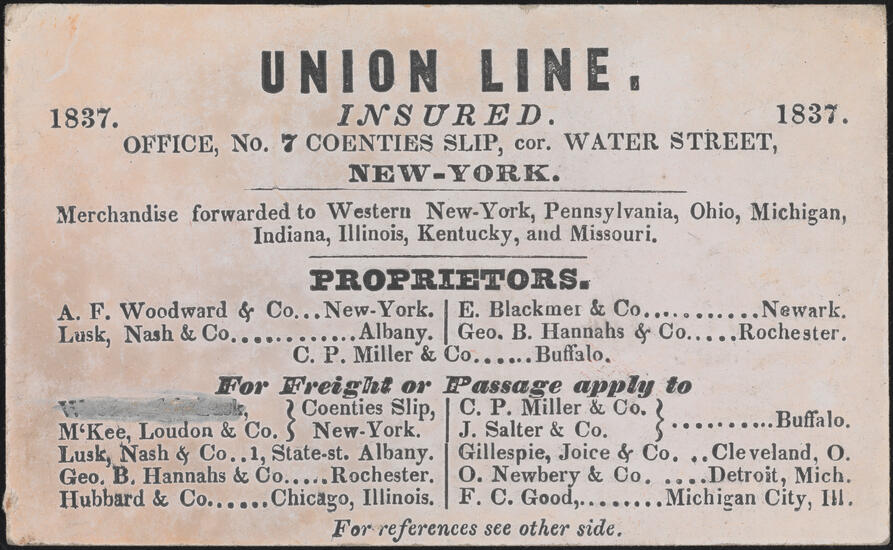 UNION LINE.
1837. INSURED. 1837.
OFFICE, No. 7 COENTIES SLIP, cor. WATER STREET,
NEW-YORK.
Merchandise forwarded to Western New-York, Pennsylvania, Ohio, Michigan,
Indiana, Illinois, Kentucky, and Missouri.
PROPRIETORS.
A. F. Woodward & Co...New-York.
Lusk, Nash & Co............Albany.
E. Blackmer & Co...........Newark.
Geo. B. Hannahs & Co.....Rochester.
C. P. Miller & Co......Buffalo.
For Freight or Passage apply to
M'Kee, Loudon & Co. } Coenties Slip,
New-York.
Lusk, Nash & Co..1, State-st. Albany.
Geo. B. Hannahs & Co.....Rochester.
Hubbard & Co......Chicago, Illinois.
C. P. Miller & Co.
J. Salter & Co. } ..........Buffalo.
Gillespie, Joice & Co. ..Cleveland, O.
O. Newbery & Co. ....Detroit, Mich.
F. C. Good,........Michigan City, Ill.
For references see other side.